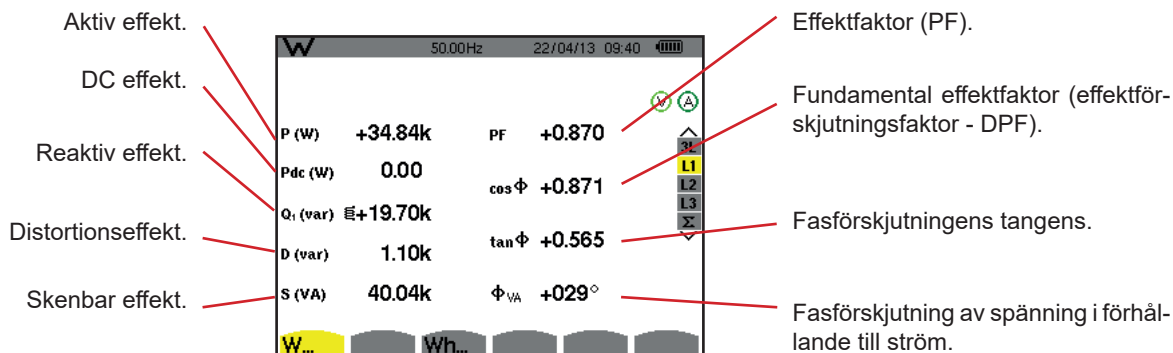 Aktiv effekt.
DC effekt.
Reaktiv effekt.
Distortionseffekt.
Skenbar effekt.
W 50.00Hz 22/04/13 09:40
V A
P (W) +34.84k PF +0.870
Pdc (W) 0.00
cos Φ +0.871
Q₁ (var) +19.70k
tan Φ +0.565
D (var) 1.10k
S (VA) 40.04k ΦVA +029°
3L
L1
L2
L3
Σ
W... Wh...
Effektfaktor (PF).
Fundamental effektfaktor (effektför-
skjutningsfaktor - DPF).
Fasförskjutningens tangens.
Fasförskjutning av spänning i förhål-
lande till ström.